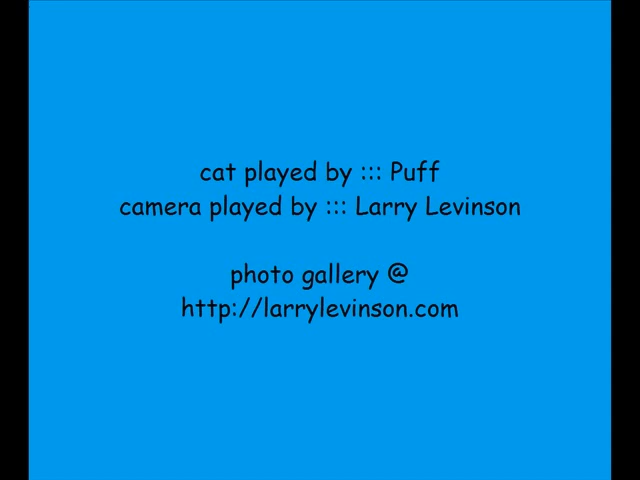 cat played by ::: Puff
camera played by ::: Larry Levinson
photo gallery @
http://larrylevinson.com